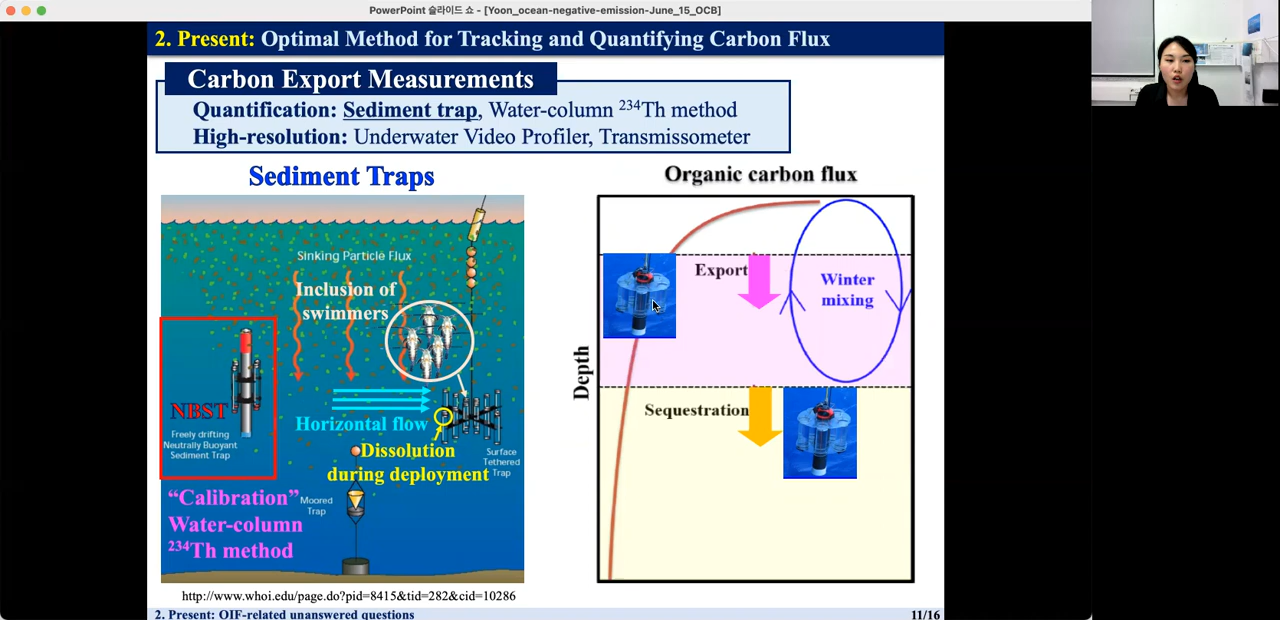 PowerPoint 슬라이드 쇼 - [Yoon_ocean-negative-emission-June_15_OCB]
2. Present: Optimal Method for Tracking and Quantifying Carbon Flux
Carbon Export Measurements
Quantification: Sediment trap, Water-column ²³⁴Th method
High-resolution: Underwater Video Profiler, Transmissometer
Sediment Traps
Sinking Particle Flux
Inclusion of
swimmers
NBST
Freely drifting
Neutrally Buoyant
Sediment Trap
Horizontal flow
Dissolution
during deployment
Surface
Tethered
Trap
"Calibration"
Water-column
²³⁴Th method
Moored
Trap
http://www.whoi.edu/page.do?pid=8415&tid=282&cid=10286
Organic carbon flux
Depth
Export
Winter
mixing
Sequestration
2. Present: OIF-related unanswered questions
11/16